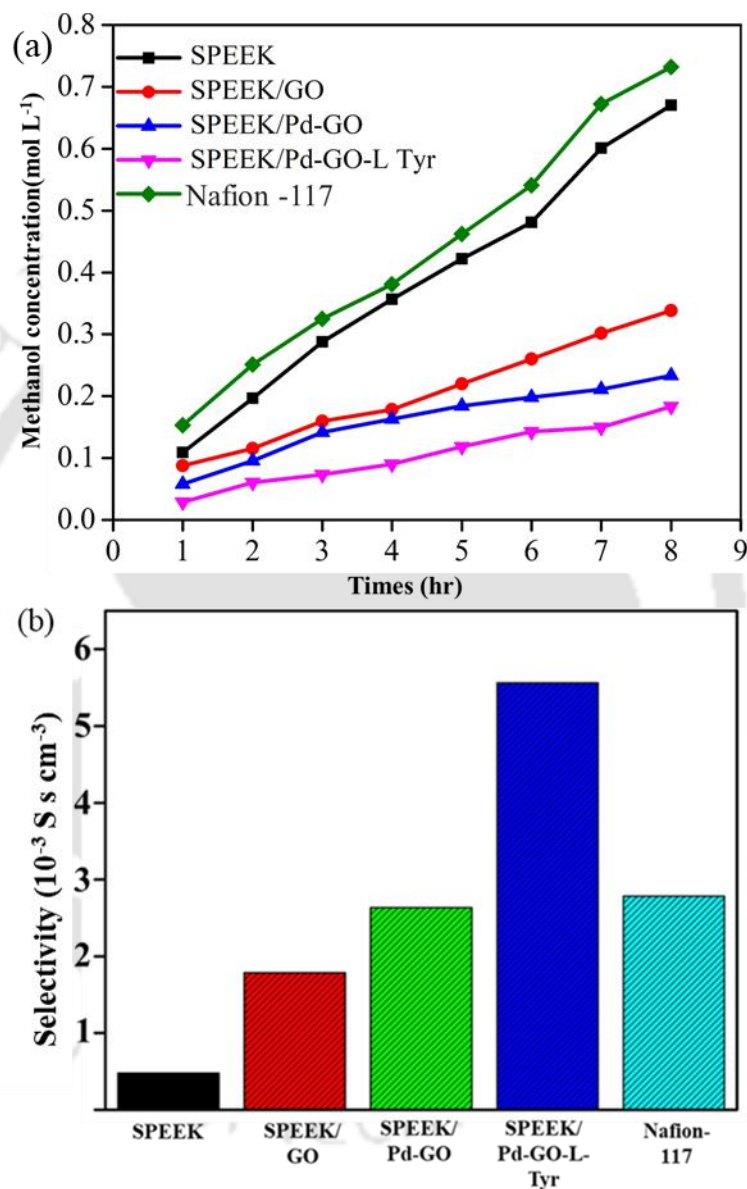 (a)
0.8
0.7
0.6
0.5
0.4
0.3
0.2
0.1
0.0
Methanol concentration(mol L⁻¹)
SPEEK
SPEEK/GO
SPEEK/Pd-GO
SPEEK/Pd-GO-L Tyr
Nafion -117
0 1 2 3 4 5 6 7 8 9
Times (hr)
(b)
6
5
4
3
2
1
Selectivity (10⁻³ S s cm⁻³)
SPEEK
SPEEK/
GO
SPEEK/
Pd-GO
SPEEK/
Pd-GO-L-
Tyr
Nafion-
117